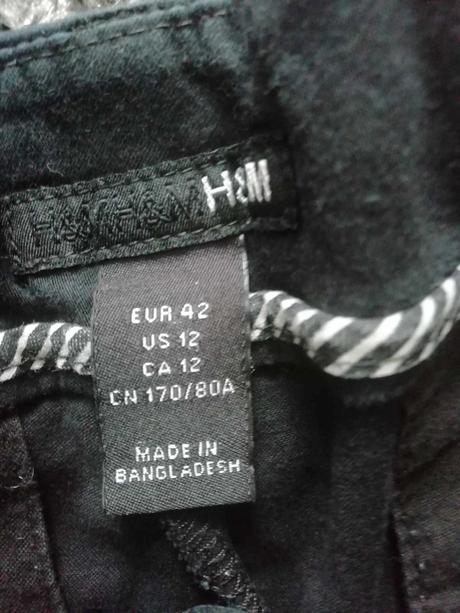 H&M H&M H&M
EUR 42
US 12
CA 12
CN 170/80A
MADE IN
BANGLADESH